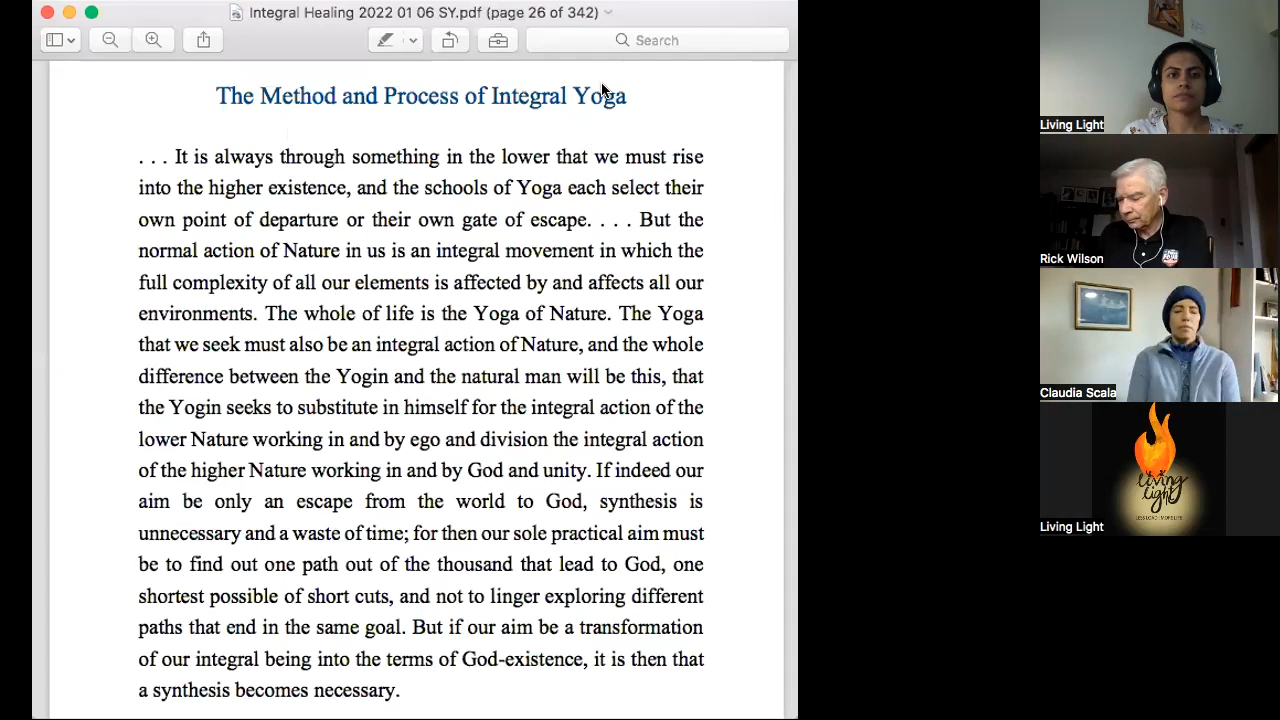 Integral Healing 2022 01 06 SY.pdf (page 26 of 342)
Search
The Method and Process of Integral Yoga
. . . It is always through something in the lower that we must rise
into the higher existence, and the schools of Yoga each select their
own point of departure or their own gate of escape. . . . But the
normal action of Nature in us is an integral movement in which the
full complexity of all our elements is affected by and affects all our
environments. The whole of life is the Yoga of Nature. The Yoga
that we seek must also be an integral action of Nature, and the whole
difference between the Yogin and the natural man will be this, that
the Yogin seeks to substitute in himself for the integral action of the
lower Nature working in and by ego and division the integral action
of the higher Nature working in and by God and unity. If indeed our
aim be only an escape from the world to God, synthesis is
unnecessary and a waste of time; for then our sole practical aim must
be to find out one path out of the thousand that lead to God, one
shortest possible of short cuts, and not to linger exploring different
paths that end in the same goal. But if our aim be a transformation
of our integral being into the terms of God-existence, it is then that
a synthesis becomes necessary.
Living Light
Rick Wilson
Claudia Scala
living
light
LESS LOAD : MORE LIFE
Living Light